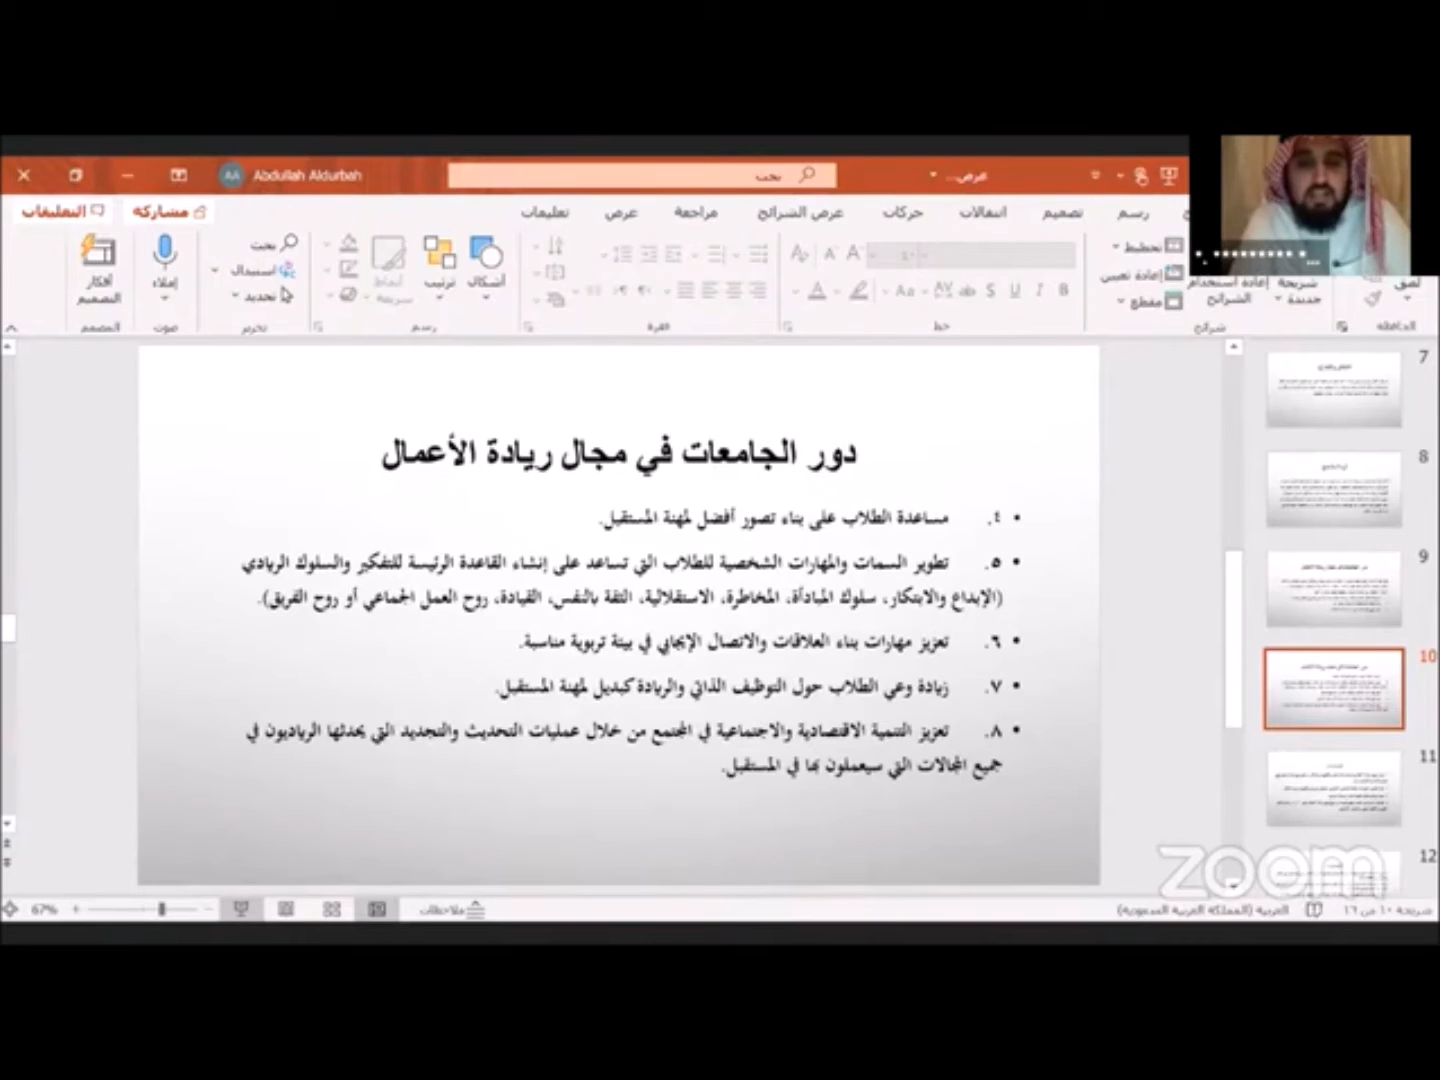 Abdullah Aldurbah
بحث
عرض...
رسم
تصميم
انتقالات
حركات
عرض الشرائح
مراجعة
عرض
تعليمات
مشاركة
التعليقات
لصق
الحافظة
شريحة جديدة
إعادة استخدام الشرائح
تخطيط
إعادة تعيين
مقطع
شرائح
خط
فقرة
أشكال
ترتيب
أنماط سريعة
رسم
بحث
استبدال
تحديد
تحرير
إملاء
صوت
أفكار التصميم
المصمم
دور الجامعات في مجال ريادة الأعمال
• ٤. مساعدة الطلاب على بناء تصور أفضل لمهنة المستقبل.
• ٥. تطوير السمات والمهارات الشخصية للطلاب التي تساعد على إنشاء القاعدة الرئيسة للتفكير والسلوك الريادي
(الإبداع والابتكار، سلوك المبادأة، المخاطرة، الاستقلالية، الثقة بالنفس، القيادة، روح العمل الجماعي أو روح الفريق).
• ٦. تعزيز مهارات بناء العلاقات والاتصال الإيجابي في بيئة تربوية مناسبة.
• ٧. زيادة وعي الطلاب حول التوظيف الذاتي والريادة كبديل لمهنة المستقبل.
• ٨. تعزيز التنمية الاقتصادية والاجتماعية في المجتمع من خلال عمليات التحديث والتجديد التي يحدثها الرياديون في
جميع المجالات التي سيعملون بها في المستقبل.
7
8
9
10
11
12
zoom
شريحة ١٠ من ١٦
العربية (المملكة العربية السعودية)
ملاحظات
67%